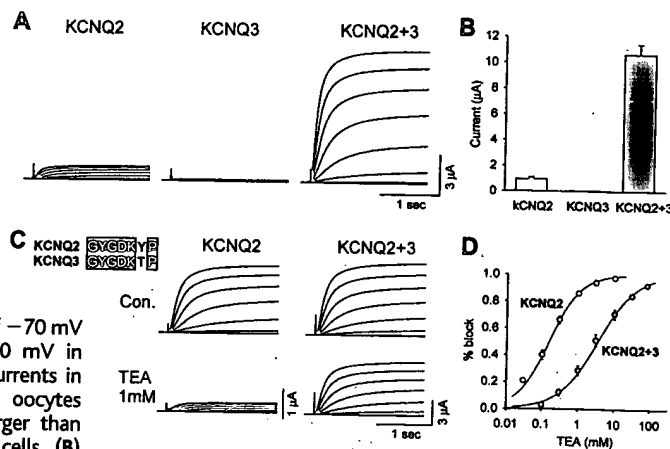 A
KCNQ2
KCNQ3
KCNQ2+3
3 µA
1 sec
B
12
10
8
6
4
2
0
Current (µA)
KCNQ2
KCNQ3
KCNQ2+3
C
KCNQ2 GYGDKYP
KCNQ3 GYGDKTP
KCNQ2
KCNQ2+3
Con.
TEA
1mM
1 µA
3 µA
1 sec
D
1.0
0.8
0.6
0.4
0.2
0
% block
KCNQ2
KCNQ2+3
0.01 0.1 1 10 100
TEA (mM)
−70 mV
0 mV in
urrents in
oocytes
rger than
cells. (B)